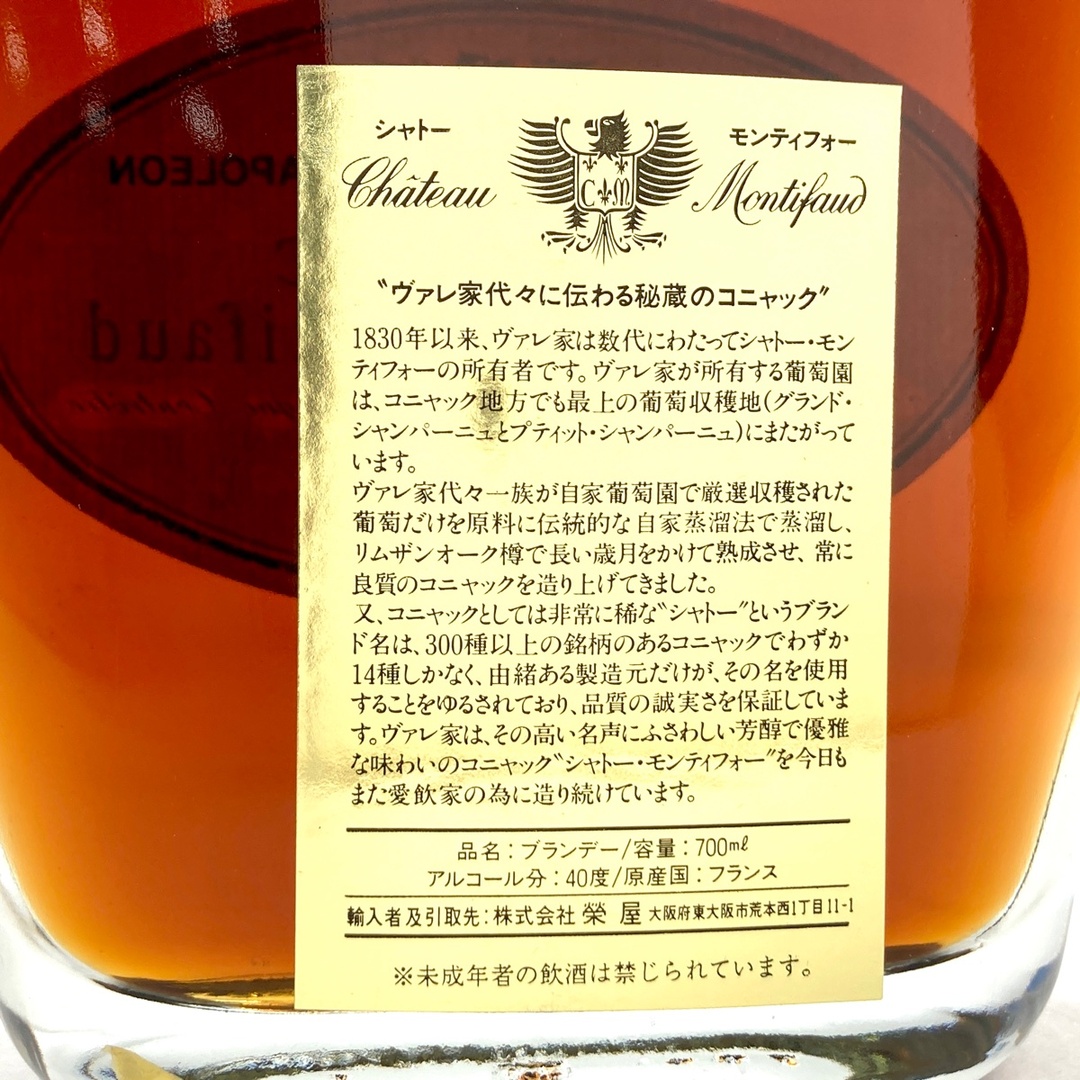 シャトー
モンティフォー
Château
Montifaud
C M
〝ヴァレ家代々に伝わる秘蔵のコニャック〟
1830年以来、ヴァレ家は数代にわたってシャトー・モン
ティフォーの所有者です。ヴァレ家が所有する葡萄園
は、コニャック地方でも最上の葡萄収穫地(グランド・
シャンパーニュとプティット・シャンパーニュ)にまたがって
います。
ヴァレ家代々一族が自家葡萄園で厳選収穫された
葡萄だけを原料に伝統的な自家蒸溜法で蒸溜し、
リムザンオーク樽で長い歳月をかけて熟成させ、常に
良質のコニャックを造り上げてきました。
又、コニャックとしては非常に稀な〝シャトー〟というブラン
ド名は、300種以上の銘柄のあるコニャックでわずか
14種しかなく、由緒ある製造元だけが、その名を使用
することをゆるされており、品質の誠実さを保証していま
す。ヴァレ家は、その高い名声にふさわしい芳醇で優雅
な味わいのコニャック〝シャトー・モンティフォー〟を今日も
また愛飲家の為に造り続けています。
品名:ブランデー/容量:700ml
アルコール分:40度/原産国:フランス
輸入者及引取先:株式会社 榮屋 大阪府東大阪市荒本西1丁目11-1
※未成年者の飲酒は禁じられています。
APOLEON
ifaud